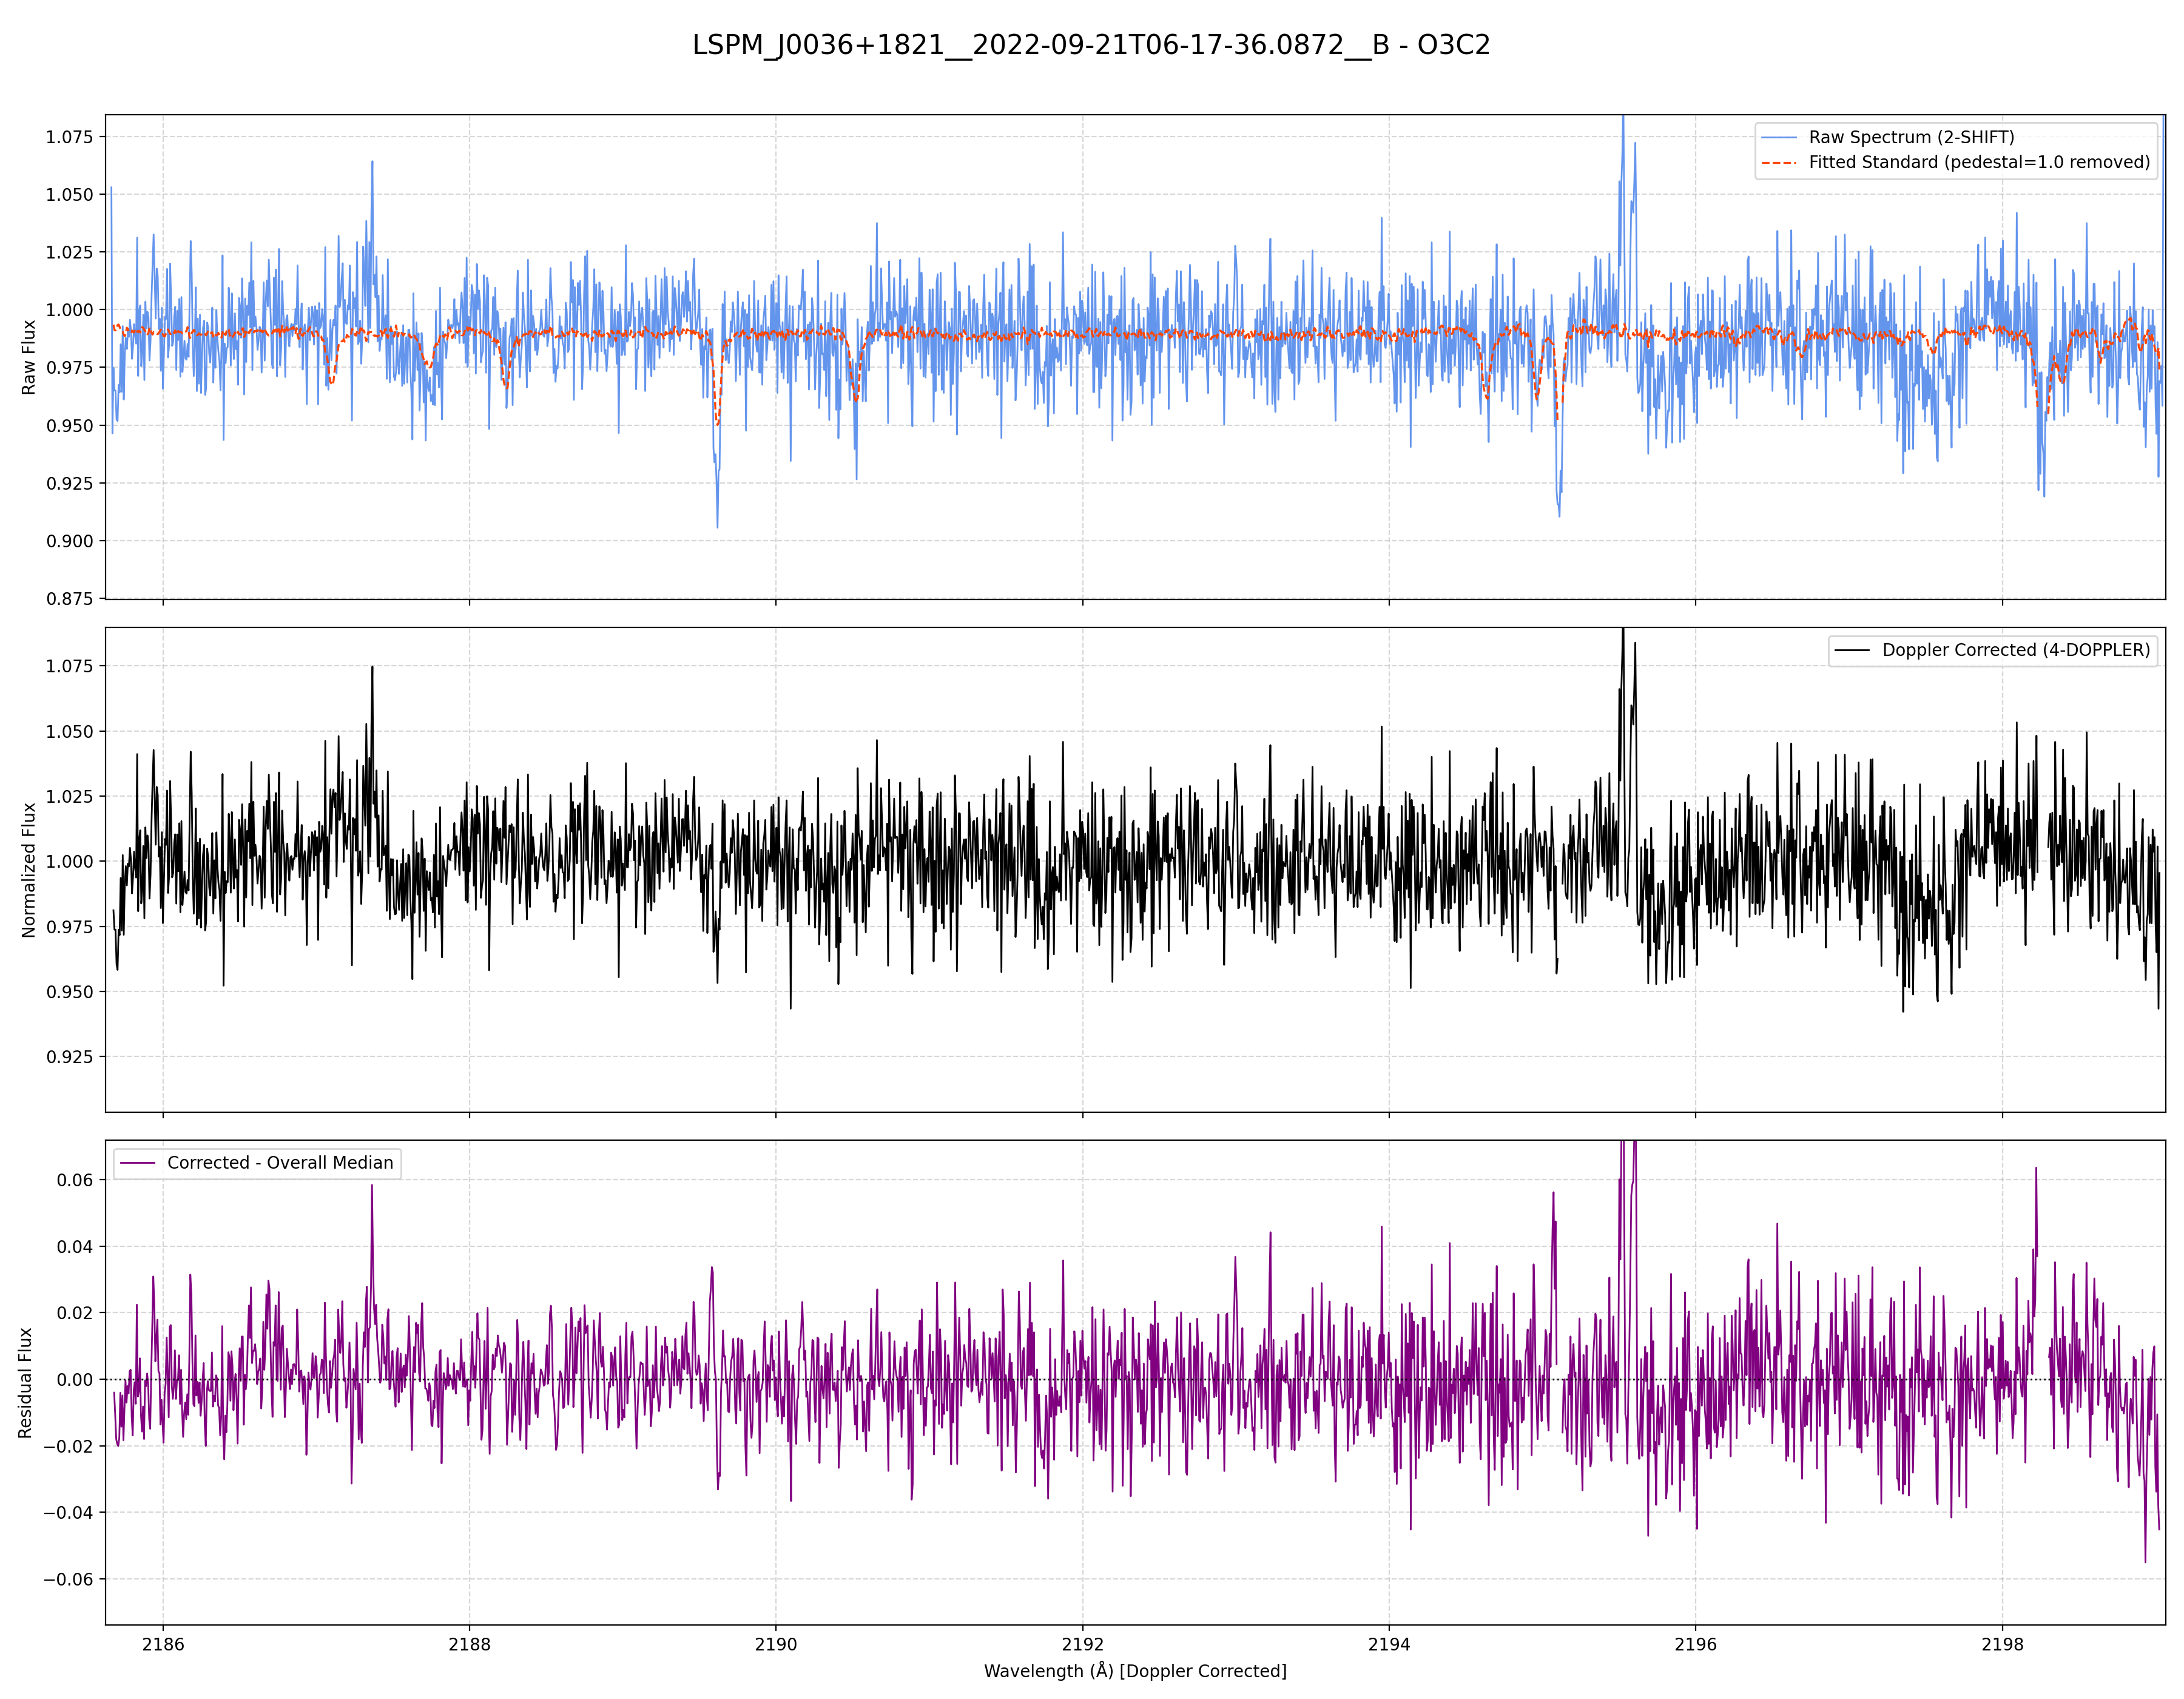 LSPM_J0036+1821__2022-09-21T06-17-36.0872__B - O3C2
Raw Flux
1.075
1.050
1.025
1.000
0.975
0.950
0.925
0.900
0.875
Raw Spectrum (2-SHIFT)
Fitted Standard (pedestal=1.0 removed)
Normalized Flux
1.075
1.050
1.025
1.000
0.975
0.950
0.925
Doppler Corrected (4-DOPPLER)
Residual Flux
0.06
0.04
0.02
0.00
−0.02
−0.04
−0.06
Corrected - Overall Median
2186 2188 2190 2192 2194 2196 2198
Wavelength (Å) [Doppler Corrected]